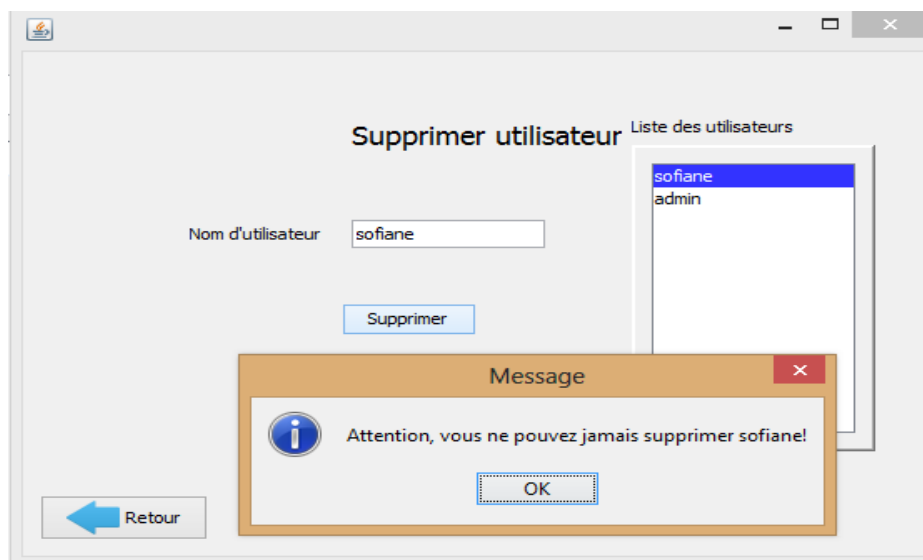 Supprimer utilisateur
Liste des utilisateurs
sofiane
admin
Nom d'utilisateur
sofiane
Supprimer
Message
Attention, vous ne pouvez jamais supprimer sofiane!
OK
Retour